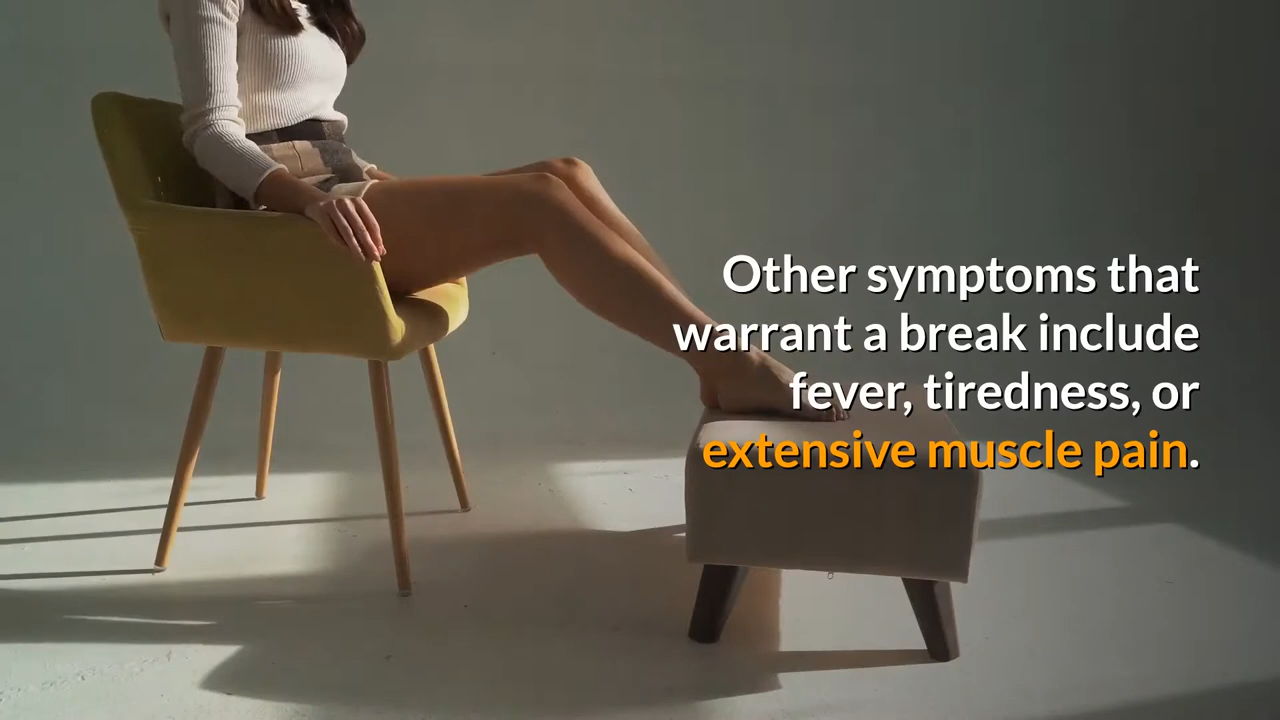 Other symptoms that
warrant a break include
fever, tiredness, or
extensive muscle pain.